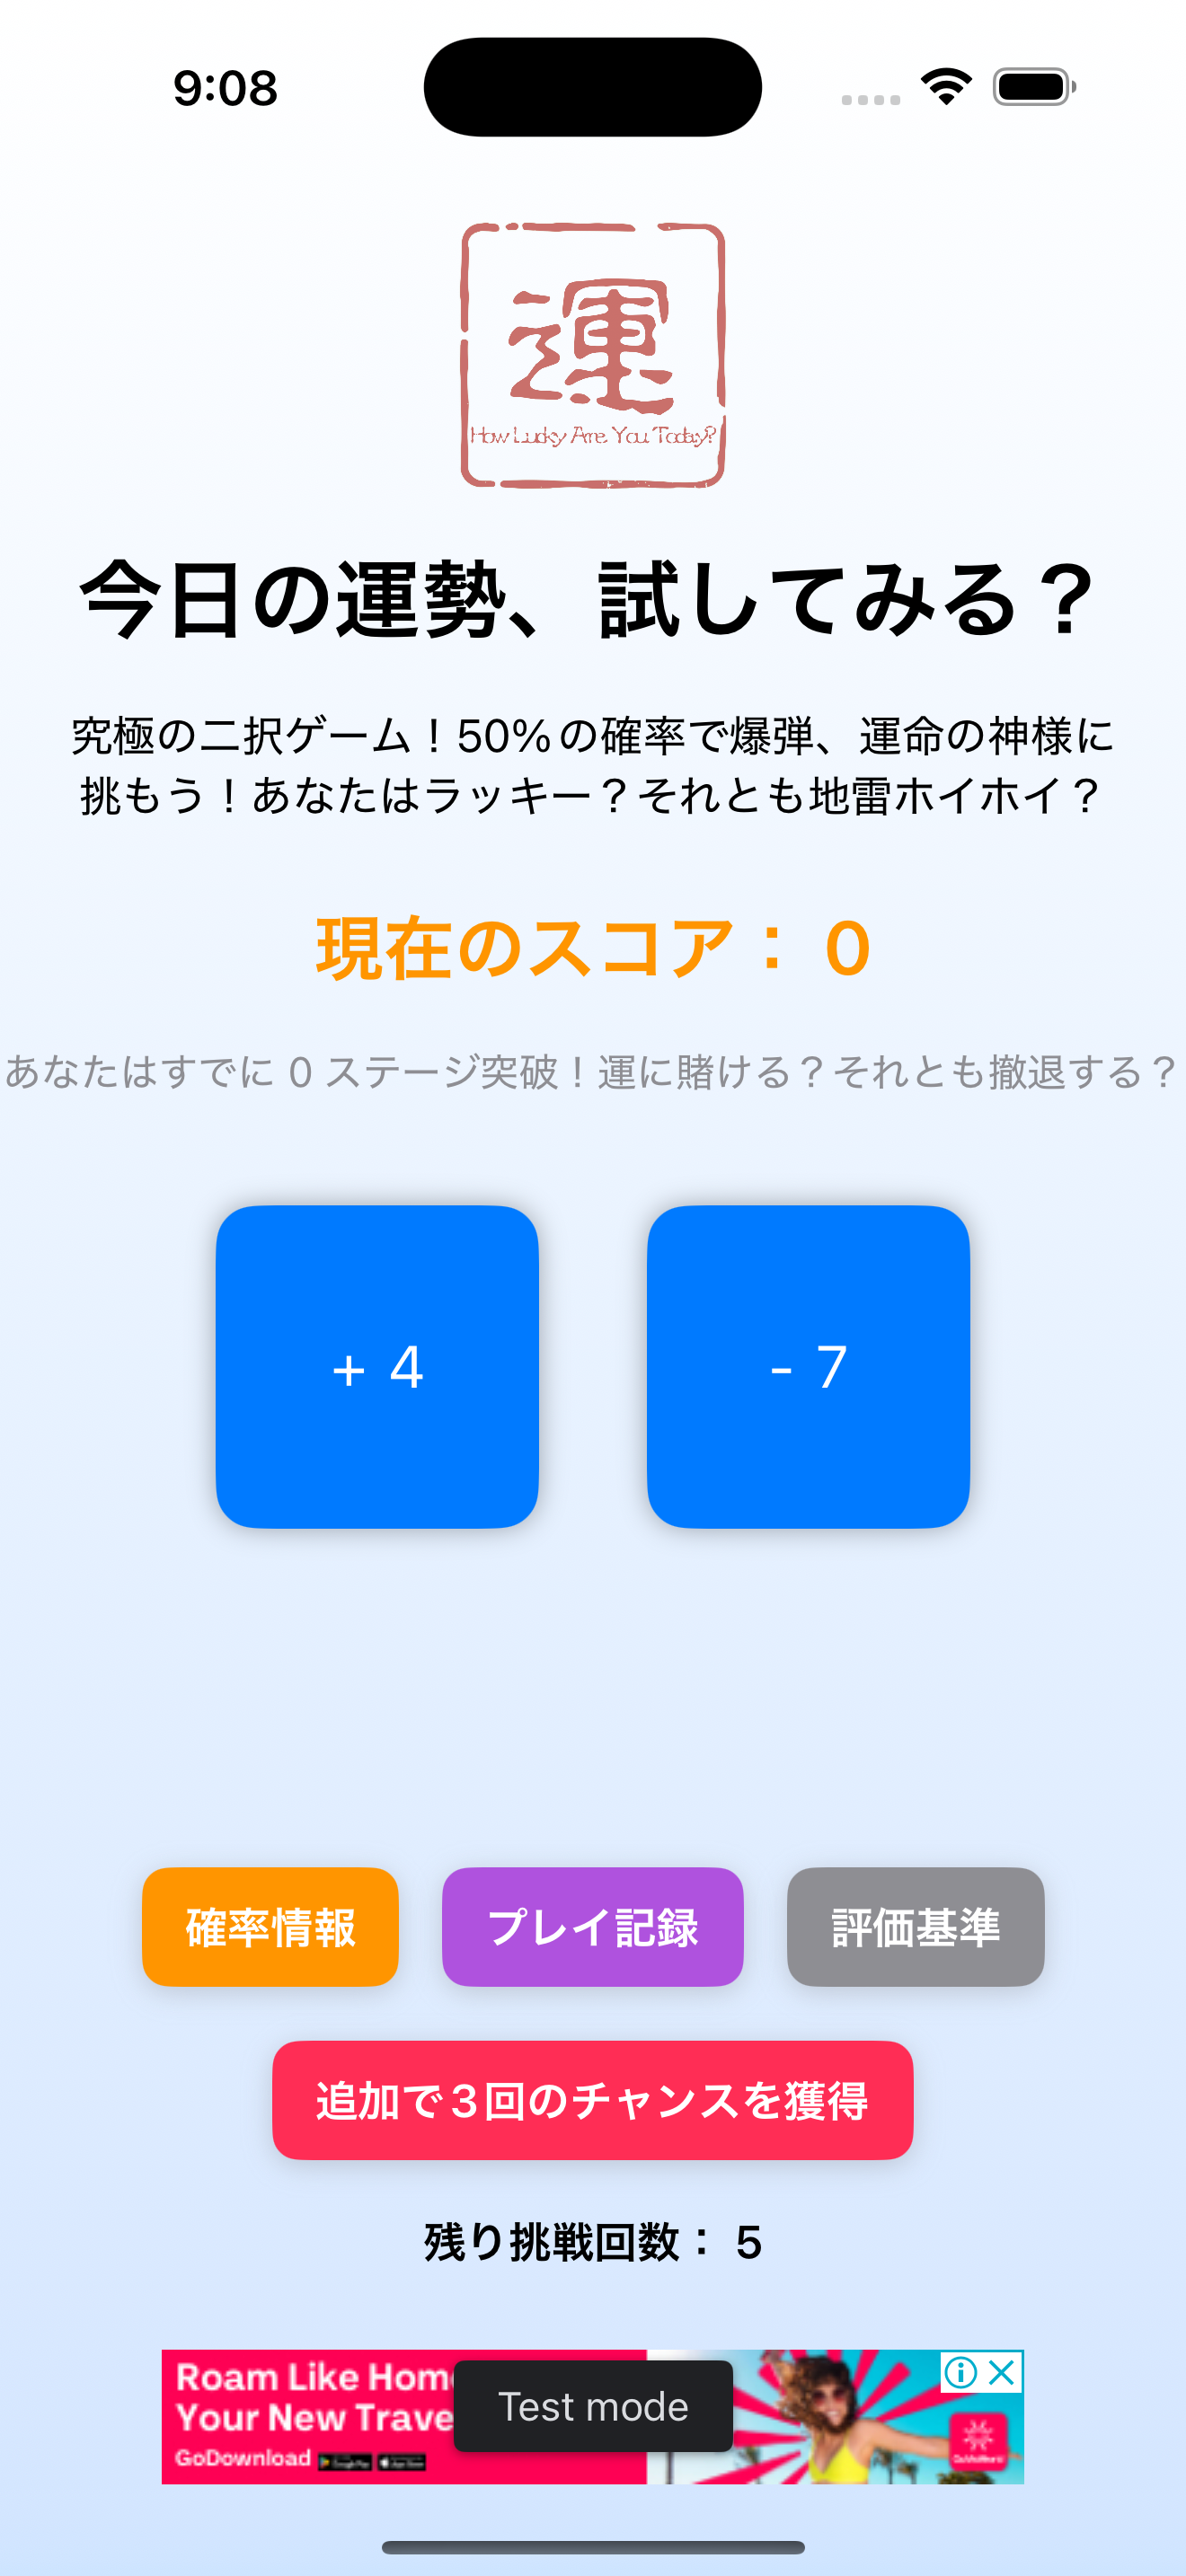 9:08
運
How Lucky Are You Today?
今日の運勢、試してみる？
究極の二択ゲーム！50%の確率で爆弾、運命の神様に
挑もう！あなたはラッキー？それとも地雷ホイホイ？
現在のスコア： 0
あなたはすでに 0 ステージ突破！運に賭ける？それとも撤退する？
+ 4
- 7
確率情報
プレイ記録
評価基準
追加で3回のチャンスを獲得
残り挑戦回数： 5
Roam Like Hom
Your New Trave
GoDownload
Test mode